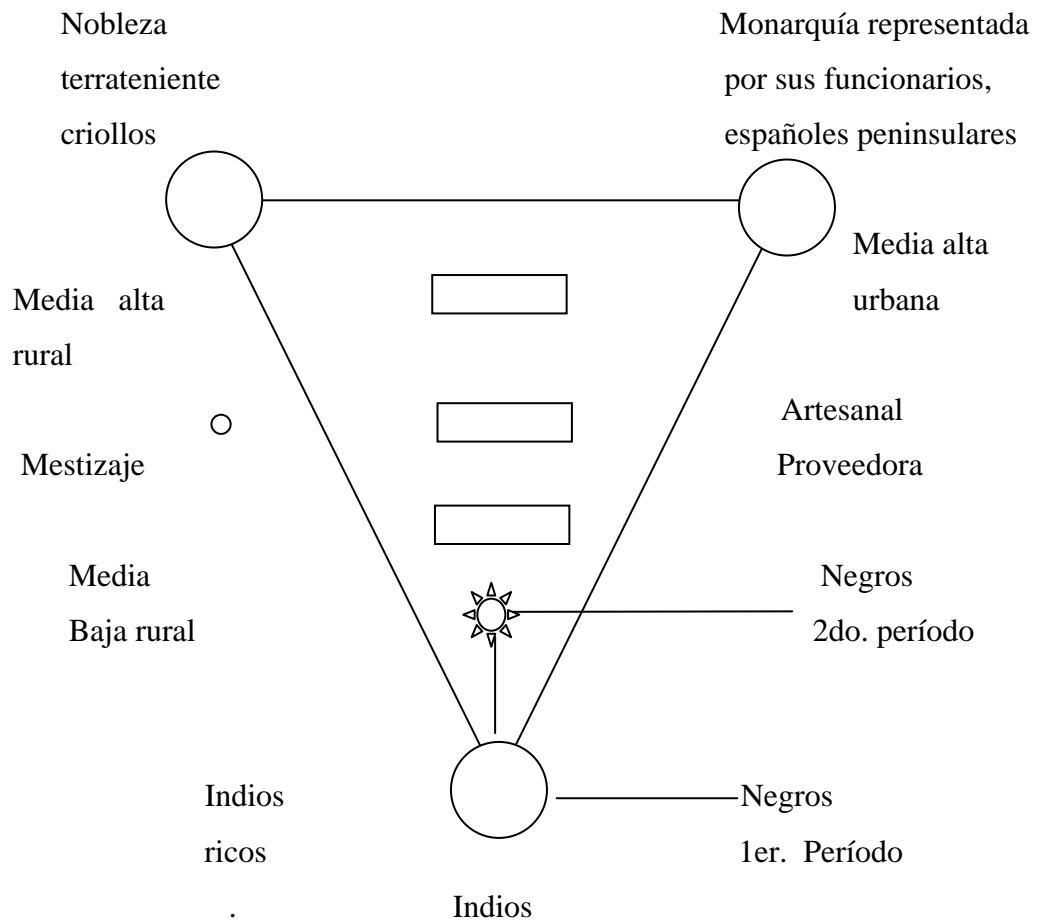 Nobleza
terrateniente
criollos
Monarquía representada
por sus funcionarios,
españoles peninsulares
Media alta
urbana
Media alta
rural
Artesanal
Proveedora
Mestizaje
Media
Baja rural
Negros
2do. período
Indios
ricos
.
Negros
1er. Período
Indios